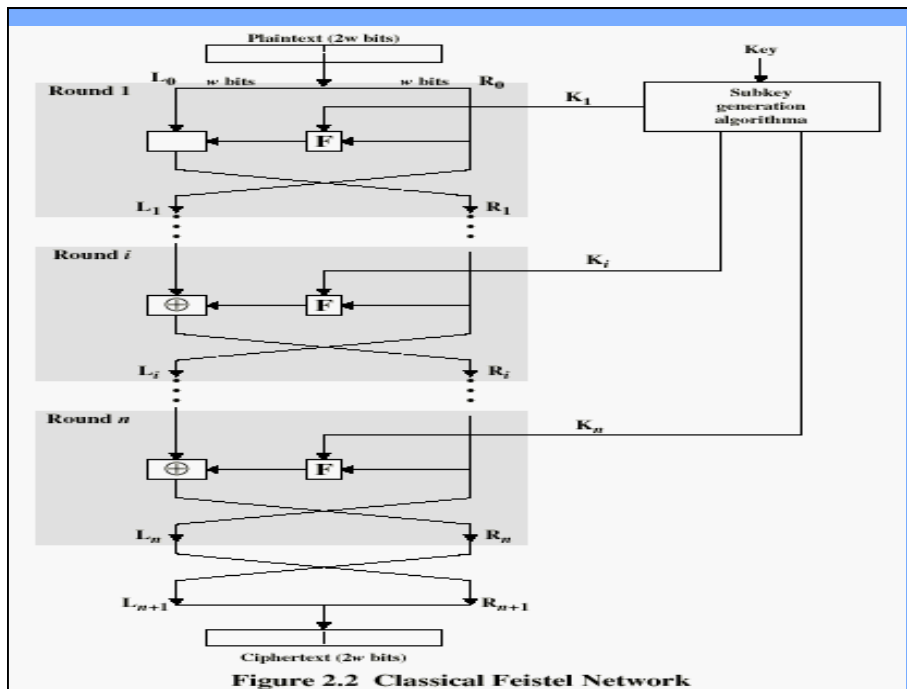 Plaintext (2w bits)
Key
L0 w bits w bits R0
Round 1
K1
Subkey
generation
algorithma
F
L1 R1
Round i
Ki
⊕ F
Li Ri
Round n
Kn
⊕ F
Ln Rn
Ln+1 Rn+1
Ciphertext (2w bits)
Figure 2.2 Classical Feistel Network